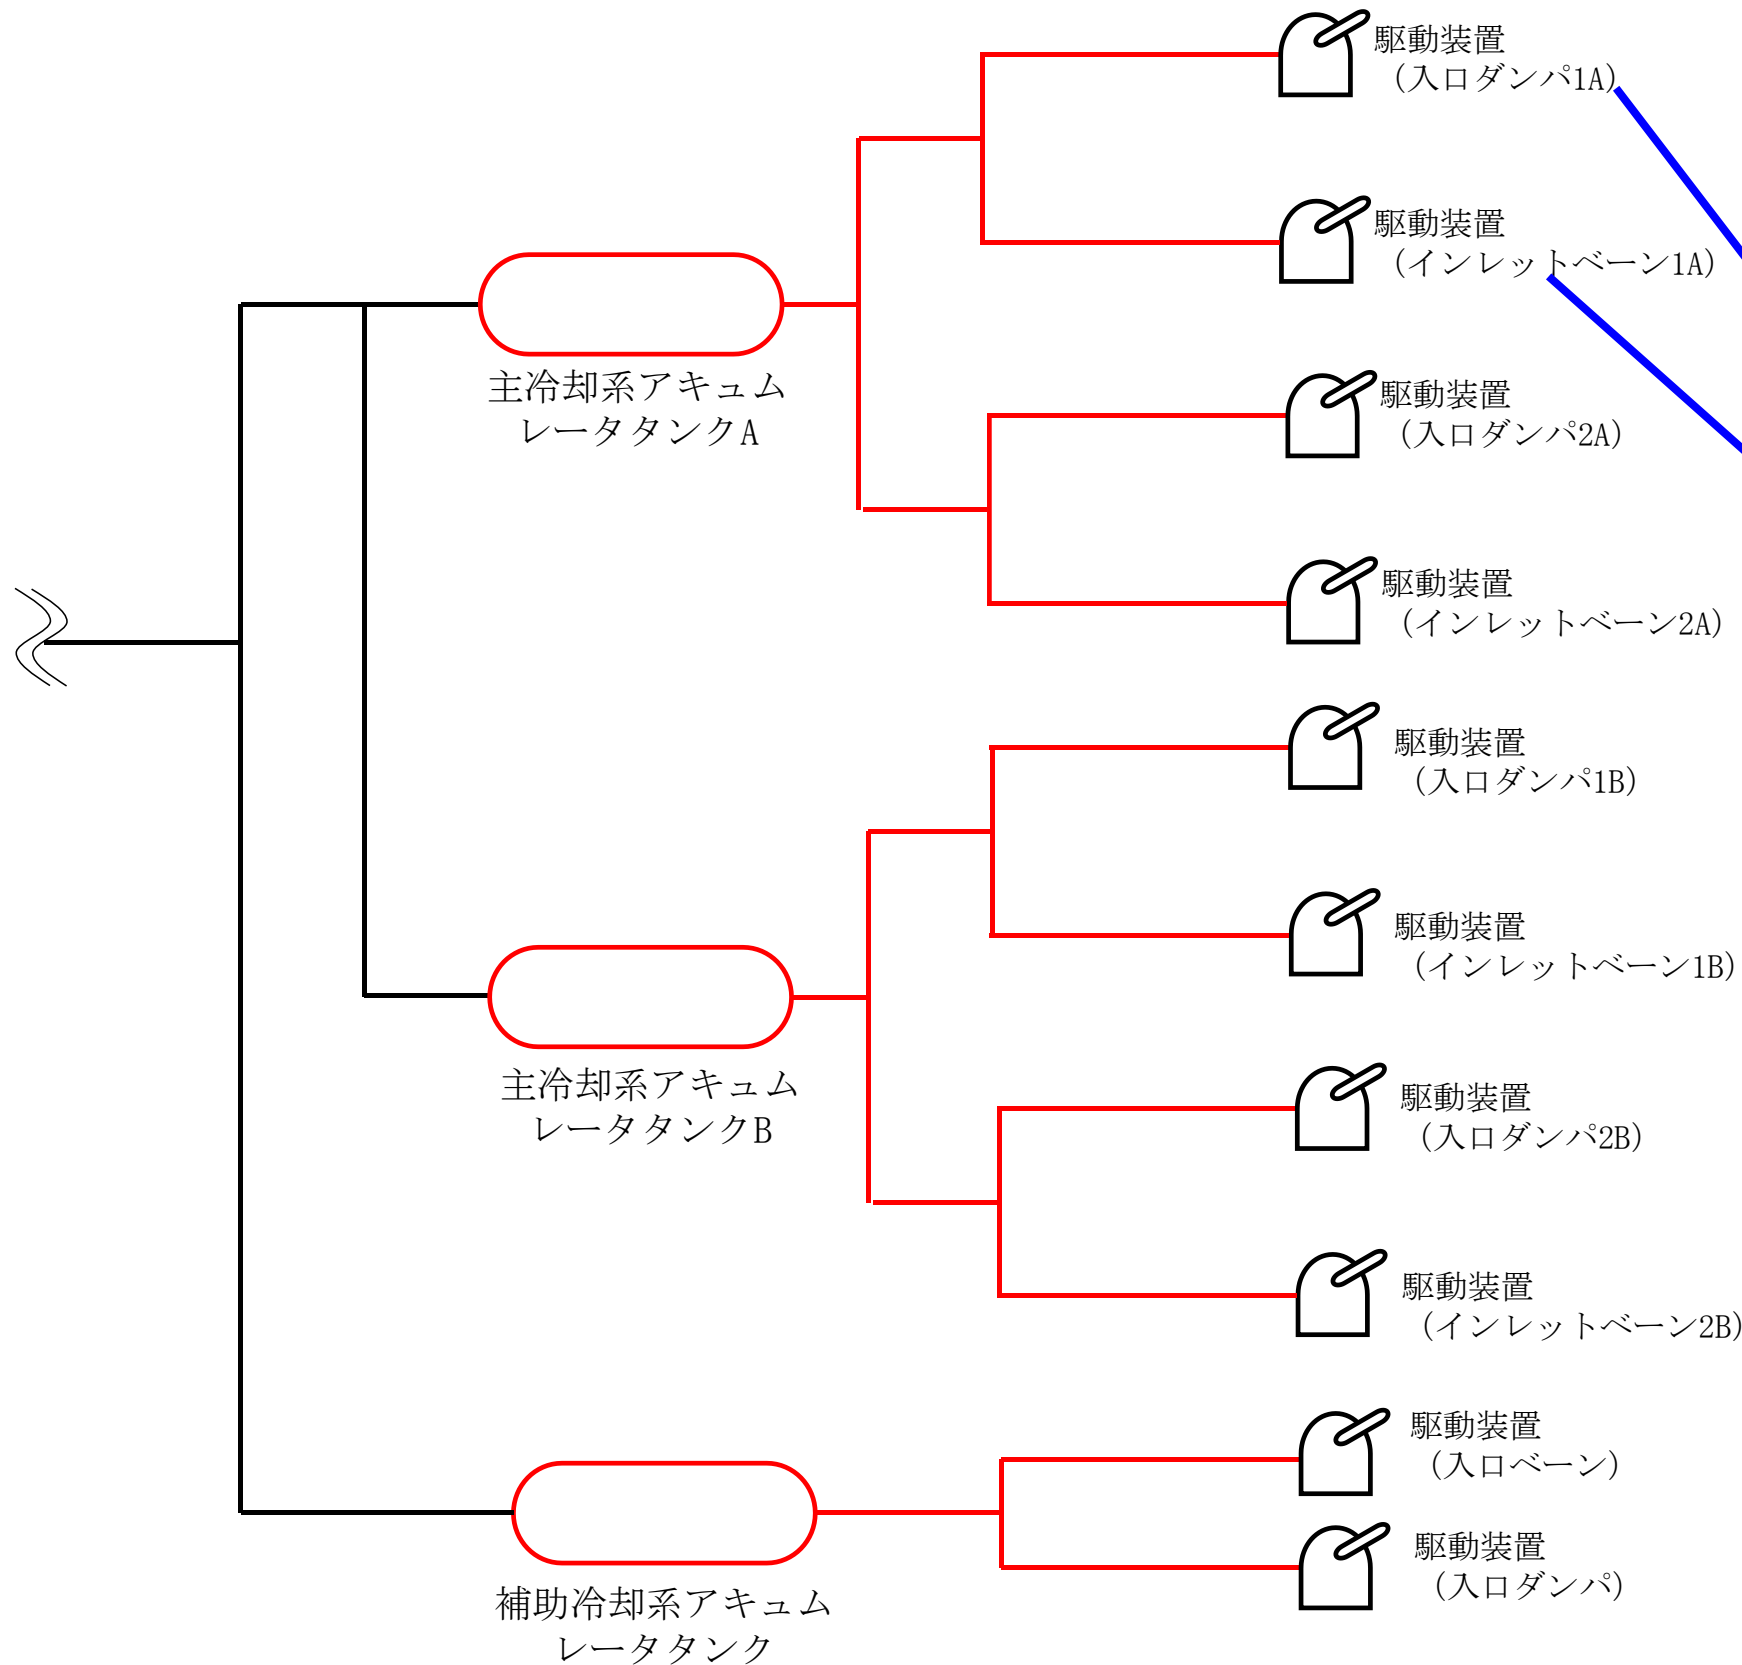 駆動装置
(入口ダンパ1A)
駆動装置
(インレットベーン1A)
主冷却系アキュム
レータタンクA
駆動装置
(入口ダンパ2A)
駆動装置
(インレットベーン2A)
駆動装置
(入口ダンパ1B)
駆動装置
(インレットベーン1B)
主冷却系アキュム
レータタンクB
駆動装置
(入口ダンパ2B)
駆動装置
(インレットベーン2B)
駆動装置
(入口ベーン)
駆動装置
(入口ダンパ)
補助冷却系アキュム
レータタンク